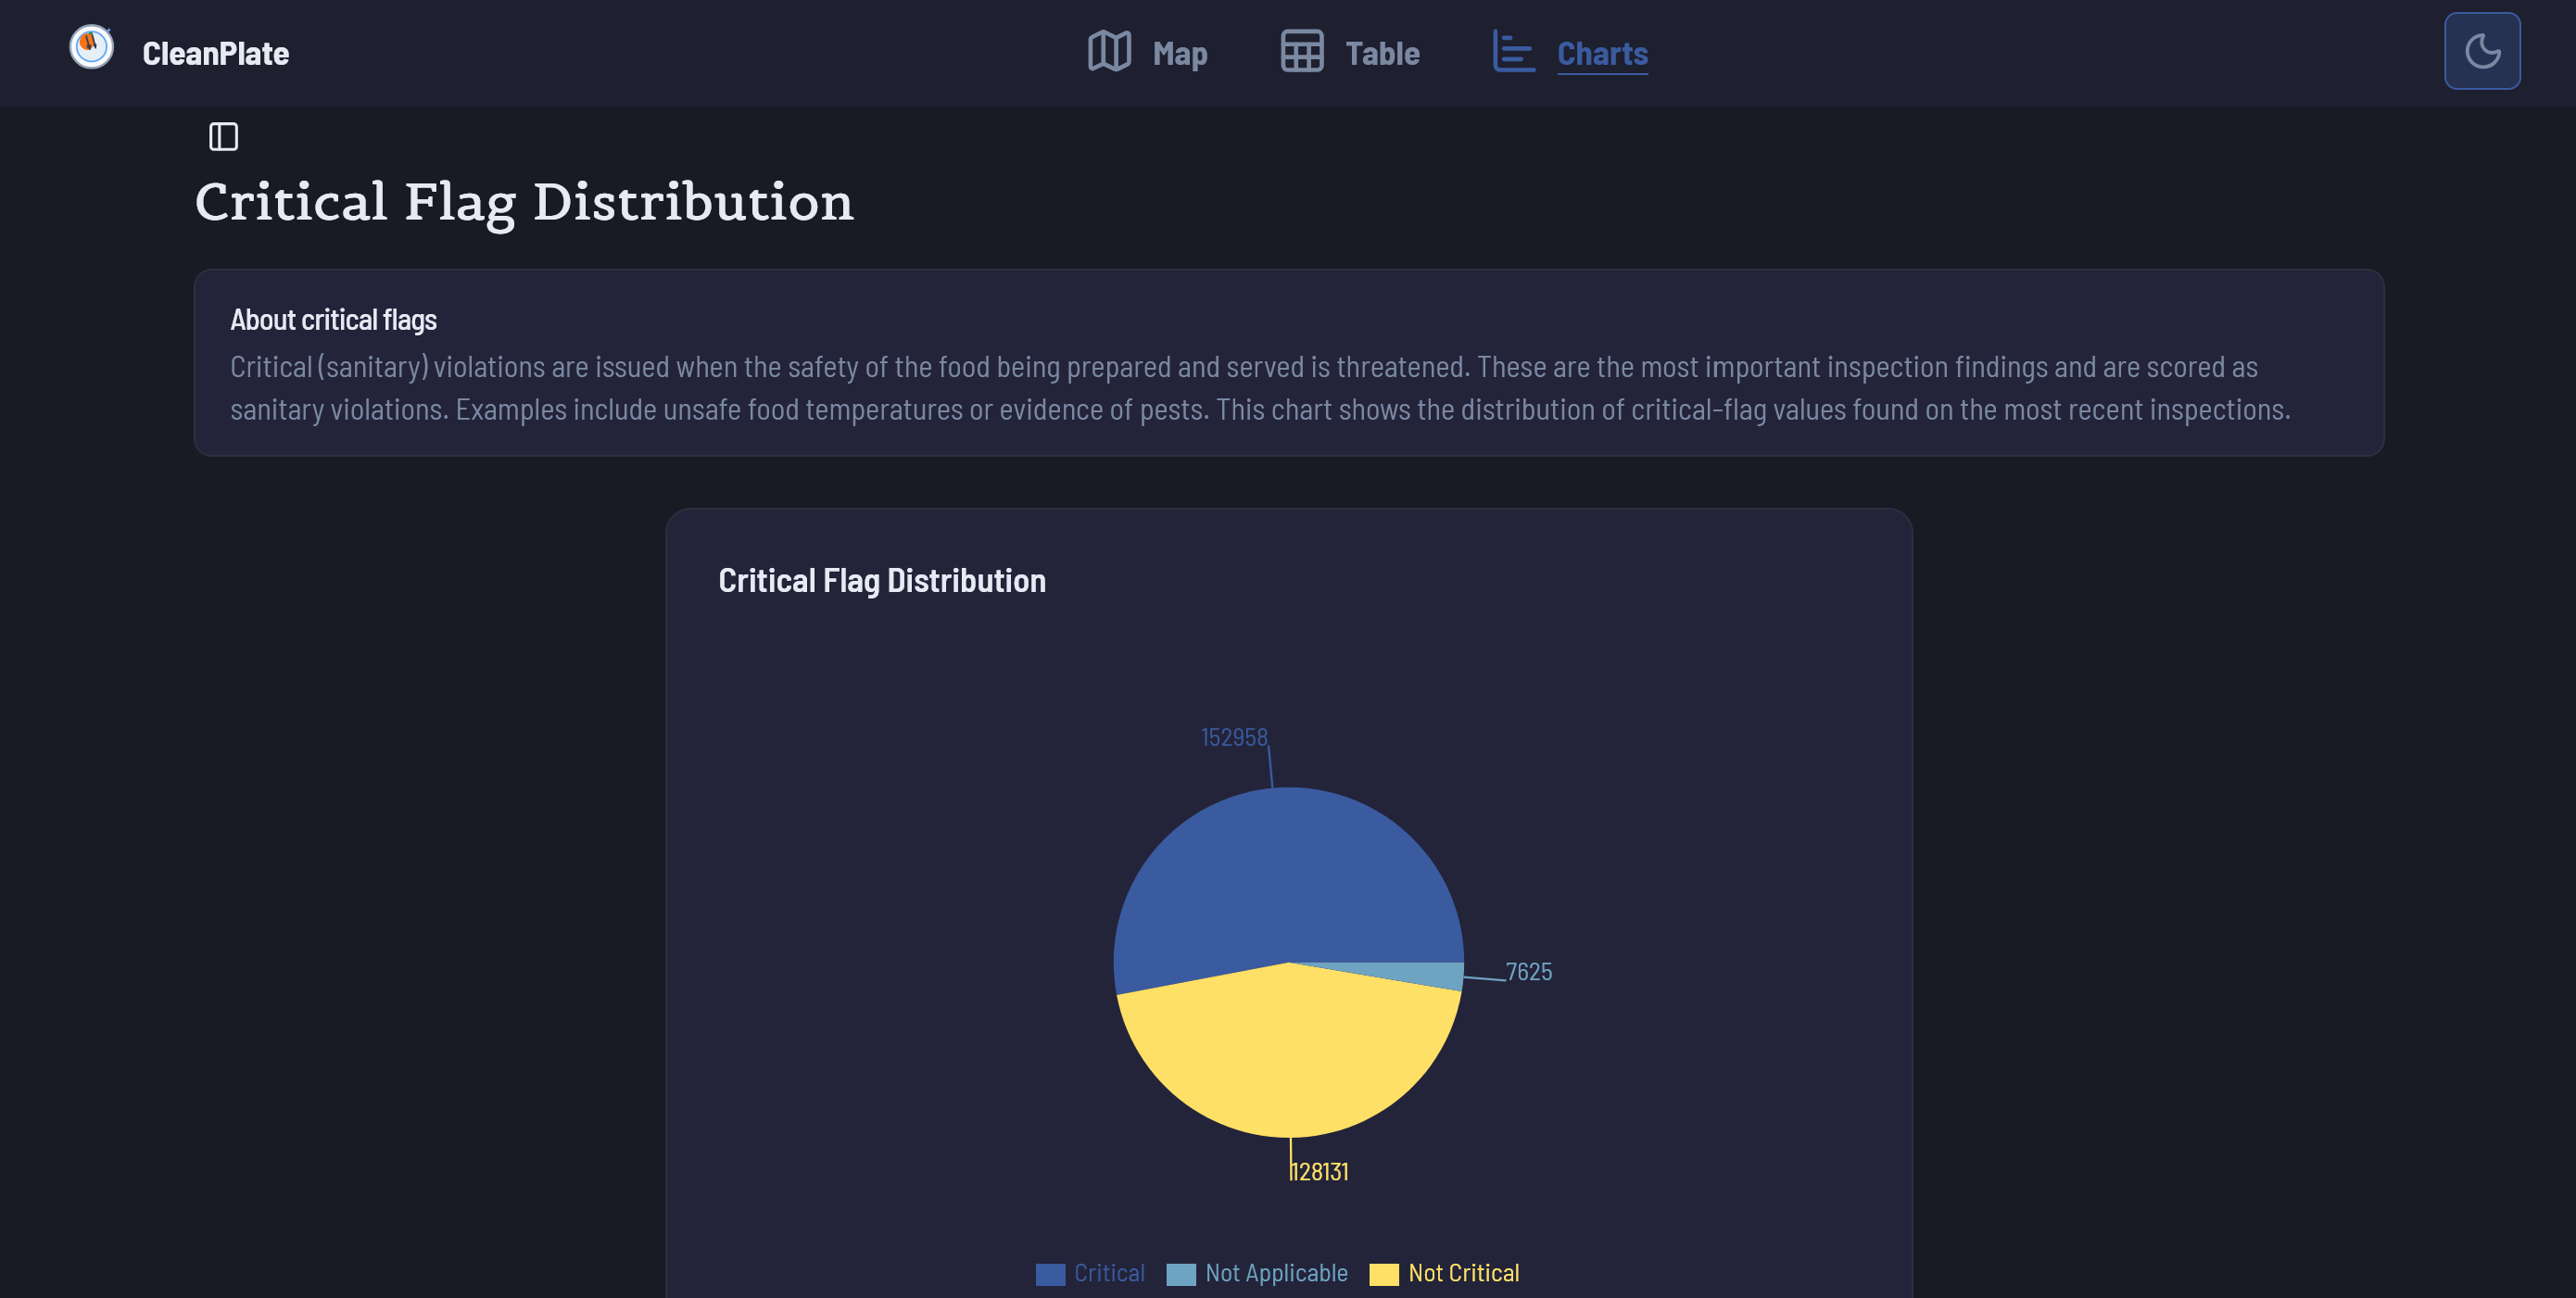 CleanPlate
Map
Table
Charts
Critical Flag Distribution
About critical flags
Critical (sanitary) violations are issued when the safety of the food being prepared and served is threatened. These are the most important inspection findings and are scored as
sanitary violations. Examples include unsafe food temperatures or evidence of pests. This chart shows the distribution of critical-flag values found on the most recent inspections.
Critical Flag Distribution
152958
7625
128131
Critical
Not Applicable
Not Critical